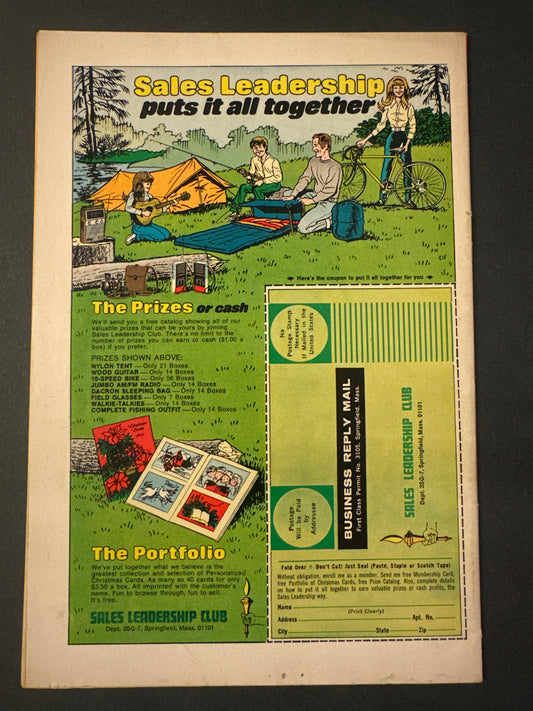 Sales Leadership
puts it all together
Here's the coupon to put it all together for you
The Prizes or cash
We'll send you a free catalog showing all of our
valuable prizes that can be yours by joining
Sales Leadership Club. There's no limit to the
number of prizes you can earn or cash ($1.00 a
box) if you prefer.
PRIZES SHOWN ABOVE:
NYLON TENT — Only 21 Boxes
WOOD GUITAR — Only 14 Boxes
10-SPEED BIKE — Only 56 Boxes
JUMBO AM/FM RADIO — Only 14 Boxes
DACRON SLEEPING BAG — Only 14 Boxes
FIELD GLASSES — Only 7 Boxes
WALKIE-TALKIES — Only 14 Boxes
COMPLETE FISHING OUTFIT — Only 14 Boxes
The Portfolio
We've put together what we believe is the
greatest collection and selection of Personalized
Christmas Cards. As many as 40 cards for only
$3.50 a box. All imprinted with the customer's
name. Fun to browse through, fun to sell.
It's free.
SALES LEADERSHIP CLUB
Dept. 3SG-7, Springfield, Mass. 01101
No
Postage Stamp
Necessary
If Mailed in the
United States
Postage
Will be Paid
by
Addressee
BUSINESS REPLY MAIL
First Class Permit No. 3105, Springfield, Mass.
SALES LEADERSHIP CLUB
Dept. 3SG-7, Springfield, Mass. 01101
Fold Over ↑ Don't Cut! Just Seal (Paste, Staple or Scotch Tape)
Without obligation, enroll me as a member. Send me free Membership Card,
free Portfolio of Christmas Cards, free Prize Catalog. Also, complete details
on how to put it all together to earn valuable prizes or cash profits, the
Sales Leadership way.
Name
(Print Clearly)
Address Apt. No.
City State Zip